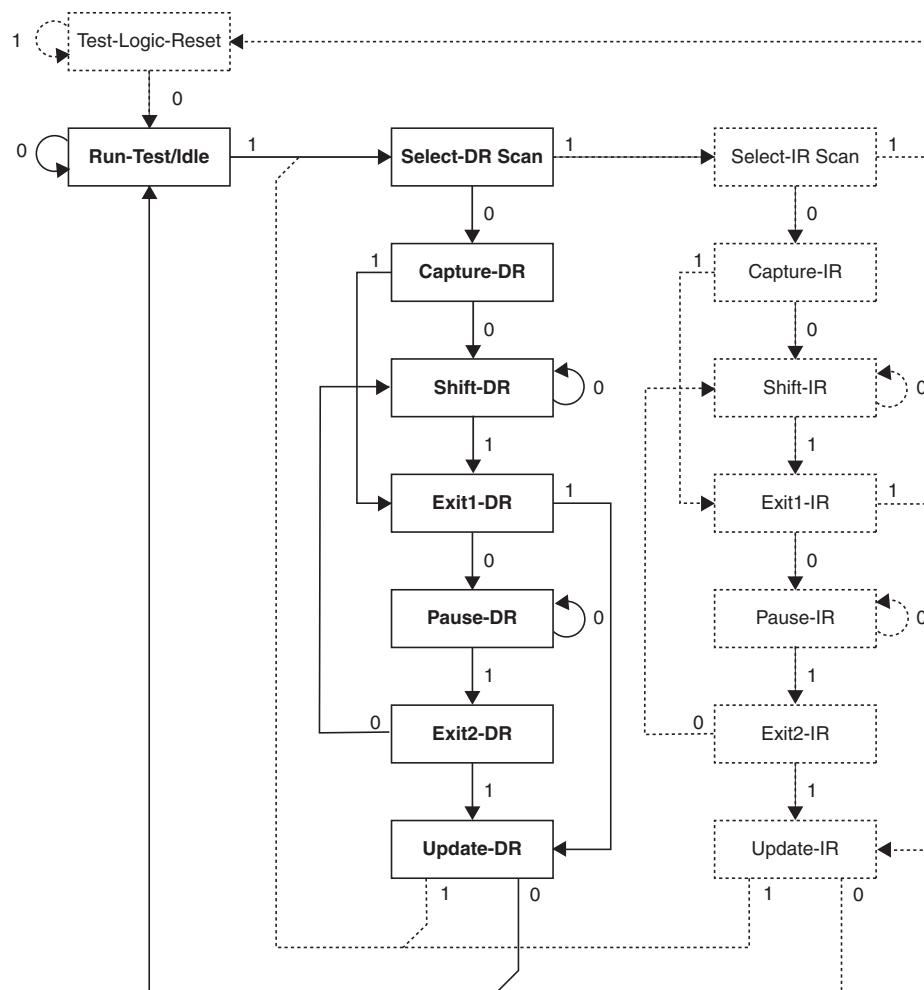 1
Test-Logic-Reset
0
0
Run-Test/Idle
1
Select-DR Scan
1
Select-IR Scan
1
0
0
1
Capture-DR
1
Capture-IR
0
0
Shift-DR
0
Shift-IR
0
1
1
Exit1-DR
1
Exit1-IR
1
0
0
Pause-DR
0
Pause-IR
0
1
1
0
Exit2-DR
0
Exit2-IR
1
1
Update-DR
Update-IR
1
0
1
0